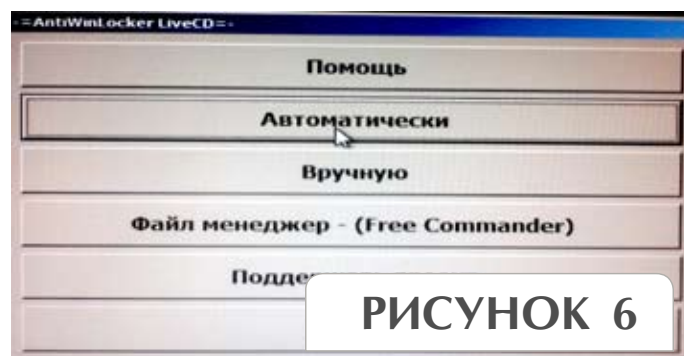 -=AntiWinLocker LiveCD=-
Помощь
Автоматически
Вручную
Файл менеджер - (Free Commander)
РИСУНОК 6